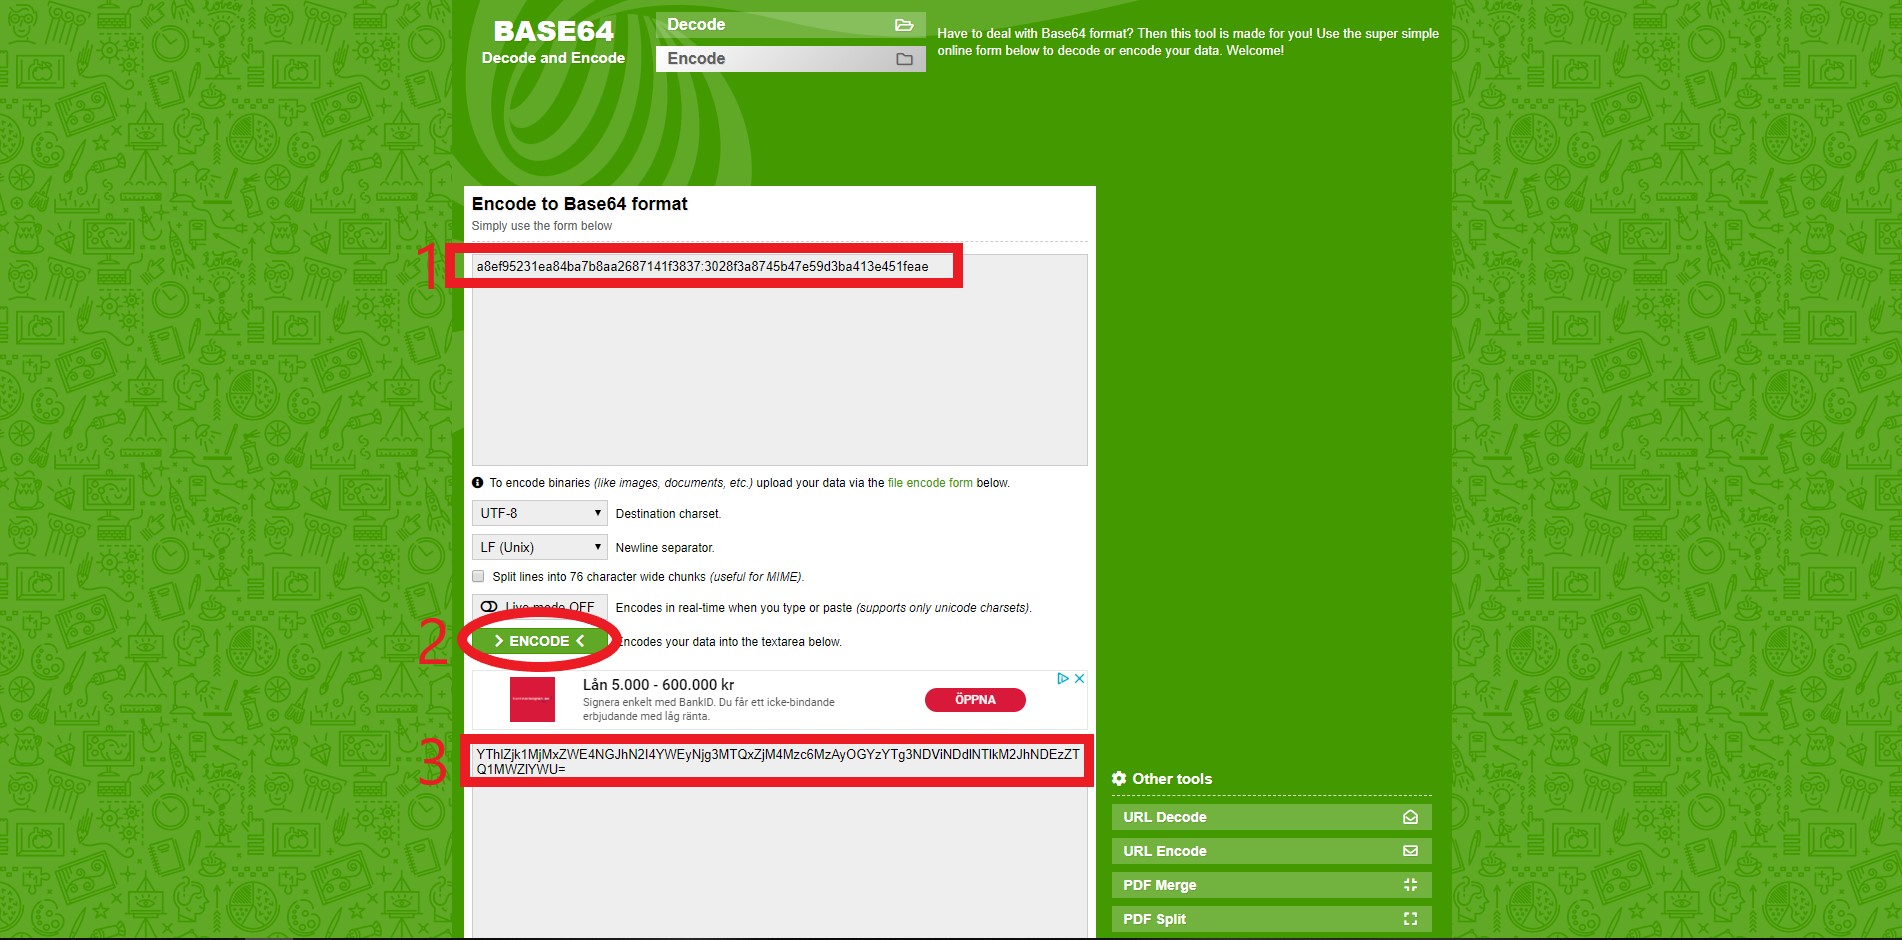 BASE64
Decode and Encode
Decode
Encode
Have to deal with Base64 format? Then this tool is made for you! Use the super simple
online form below to decode or encode your data. Welcome!
Encode to Base64 format
Simply use the form below
1
a8ef95231ea84ba7b8aa2687141f3837:3028f3a8745b47e59d3ba413e451feae
To encode binaries (like images, documents, etc.) upload your data via the file encode form below.
UTF-8
Destination charset.
LF (Unix)
Newline separator.
Split lines into 76 character wide chunks (useful for MIME).
Live mode OFF
Encodes in real-time when you type or paste (supports only unicode charsets).
2
> ENCODE <
Encodes your data into the textarea below.
Lån 5.000 - 600.000 kr
Signera enkelt med BankID. Du får ett icke-bindande
erbjudande med låg ränta.
ÖPPNA
3
YThlZjk1MjMxZWE4NGJhN2I4YWEyNjg3MTQxZjM4Mzc6MzAyOGYzYTg3NDViNDdlNTlkM2JhNDEzZT
Q1MWZlYWU=
Other tools
URL Decode
URL Encode
PDF Merge
PDF Split